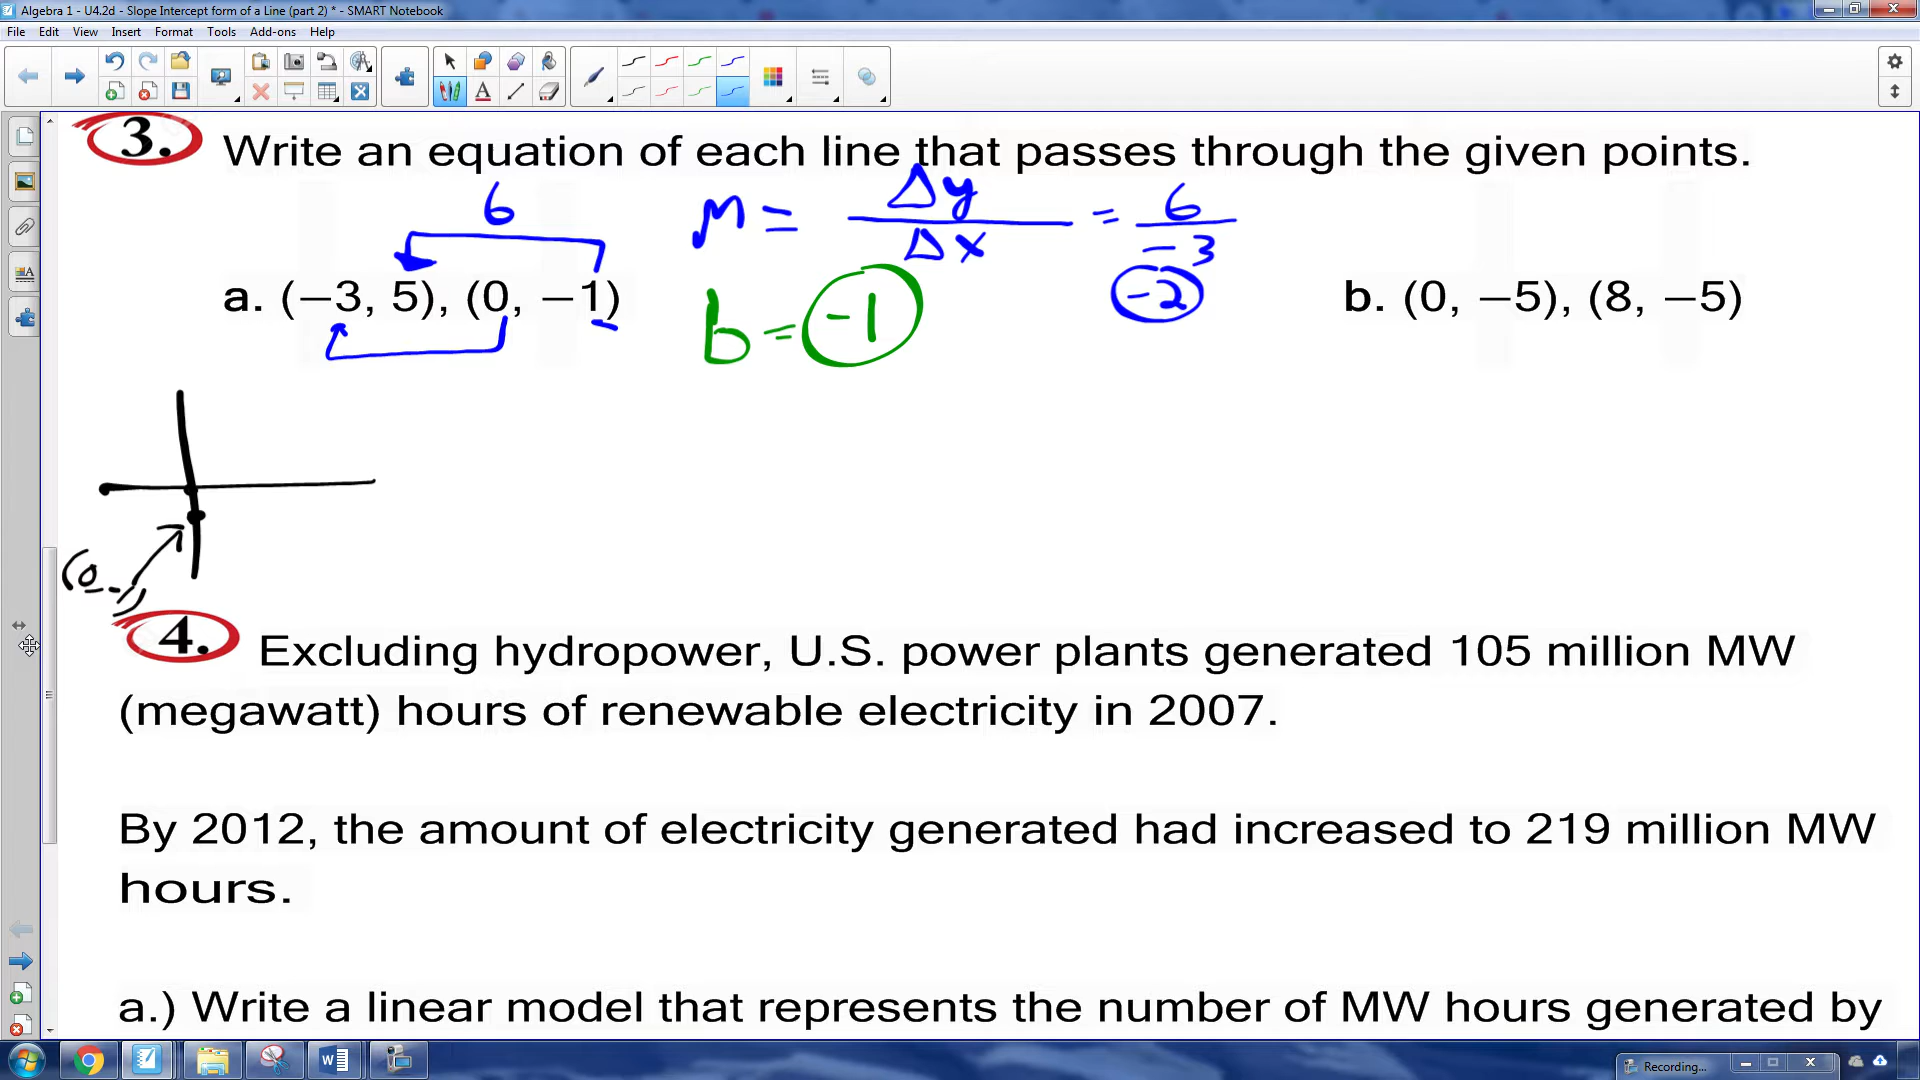 Algebra 1 - U4.2d - Slope Intercept form of a Line (part 2) * - SMART Notebook
File Edit View Insert Format Tools Add-ons Help
3. Write an equation of each line that passes through the given points.
6
m = Δy / Δx = 6 / -3
-2
a. (−3, 5), (0, −1)
b = -1
b. (0, −5), (8, −5)
(0, -1)
4. Excluding hydropower, U.S. power plants generated 105 million MW
(megawatt) hours of renewable electricity in 2007.
By 2012, the amount of electricity generated had increased to 219 million MW
hours.
a.) Write a linear model that represents the number of MW hours generated by
Recording...